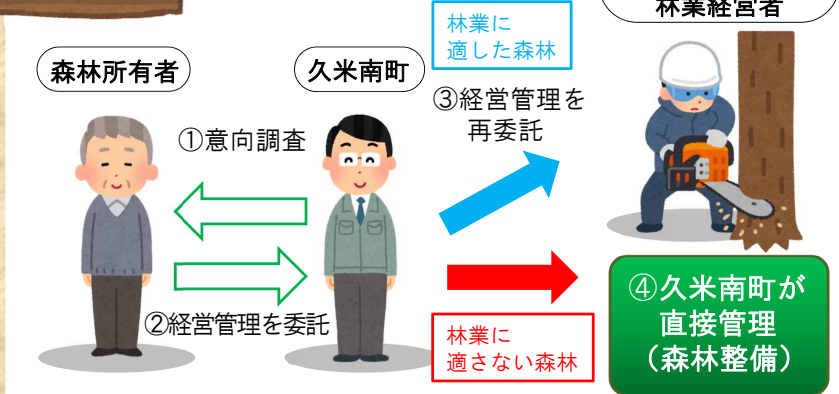 林業経営者
林業に
適した森林
森林所有者
久米南町
③経営管理を
再委託
①意向調査
②経営管理を委託
林業に
適さない森林
④久米南町が
直接管理
（森林整備）